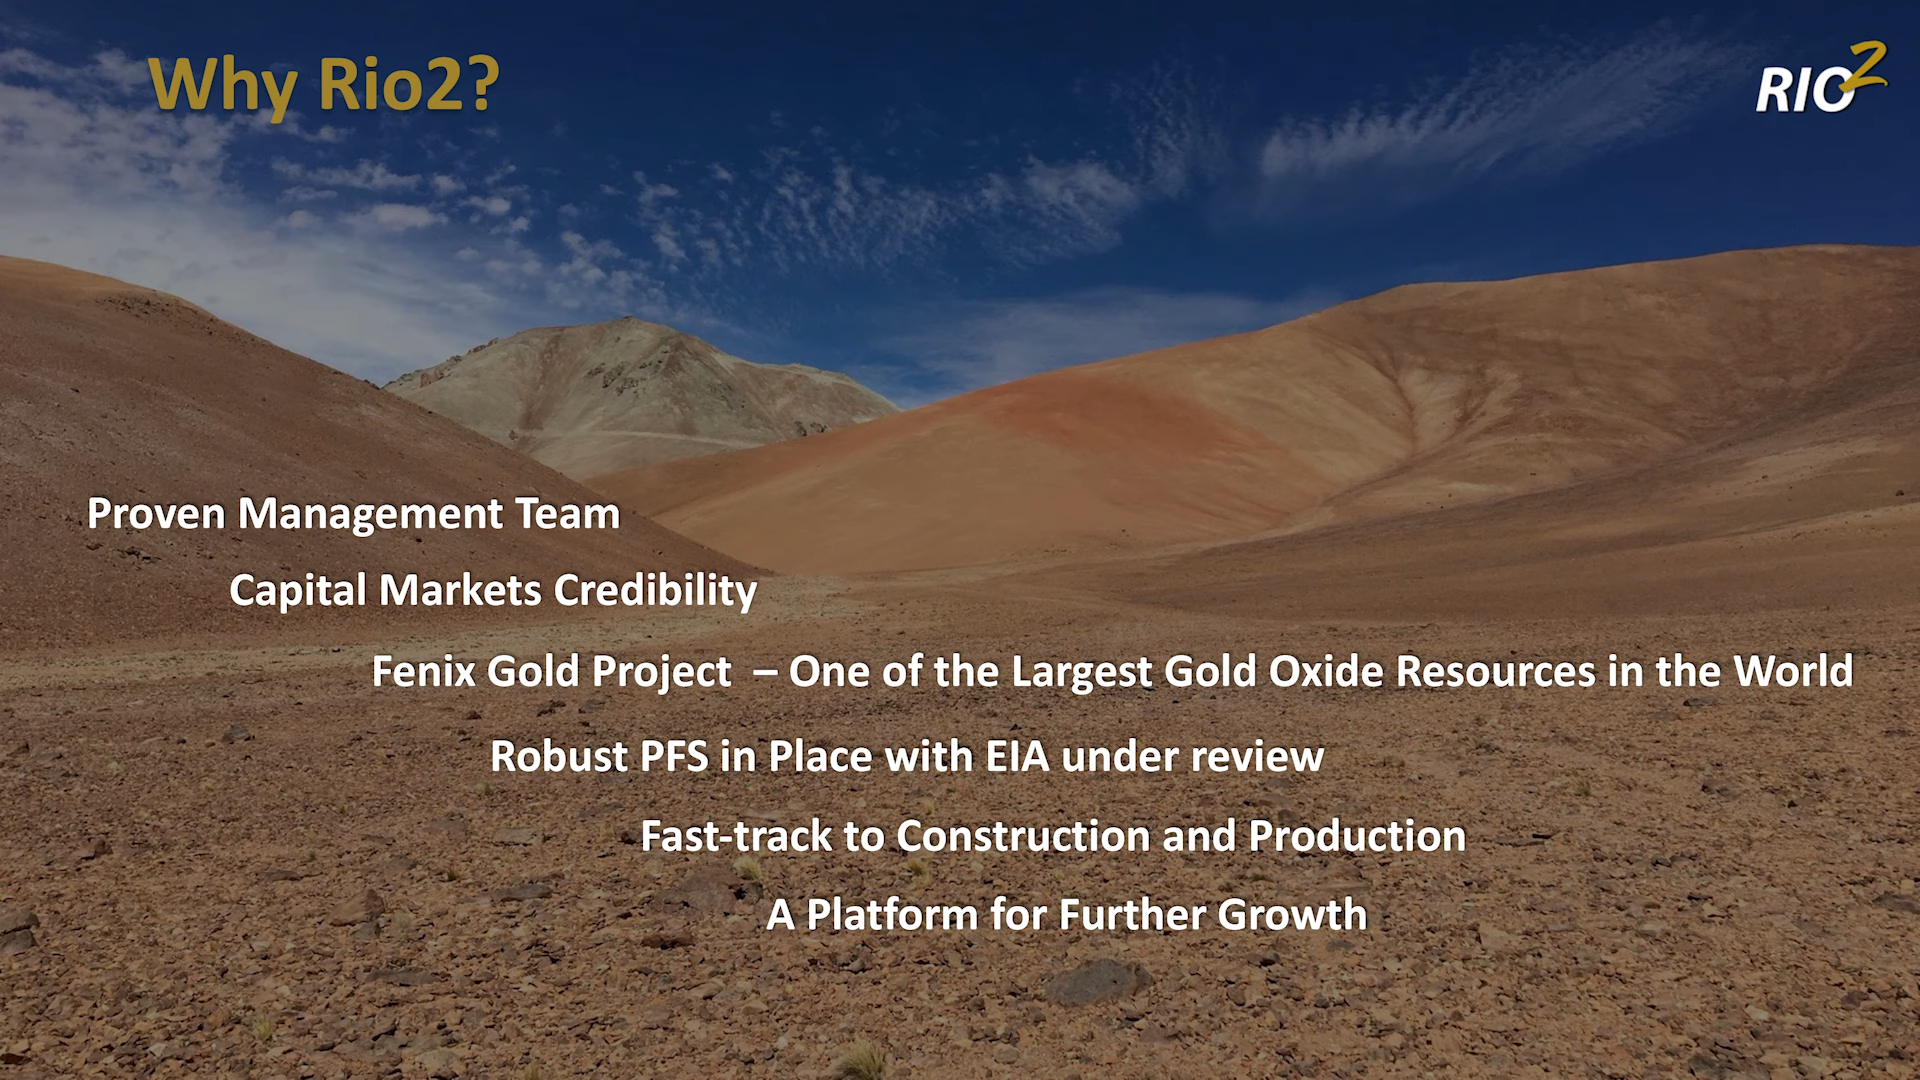 Why Rio2?
RIO2
Proven Management Team
Capital Markets Credibility
Fenix Gold Project – One of the Largest Gold Oxide Resources in the World
Robust PFS in Place with EIA under review
Fast-track to Construction and Production
A Platform for Further Growth